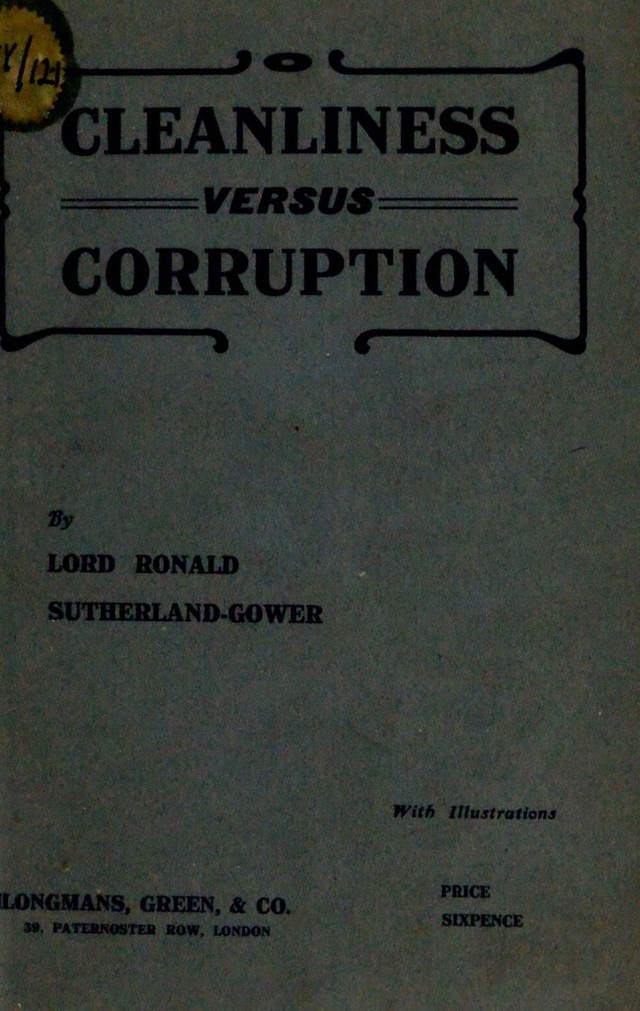 CLEANLINESS
VERSUS
CORRUPTION
By
LORD RONALD
SUTHERLAND-GOWER
With Illustrations
LONGMANS, GREEN, & CO.
39, PATERNOSTER ROW, LONDON
PRICE
SIXPENCE